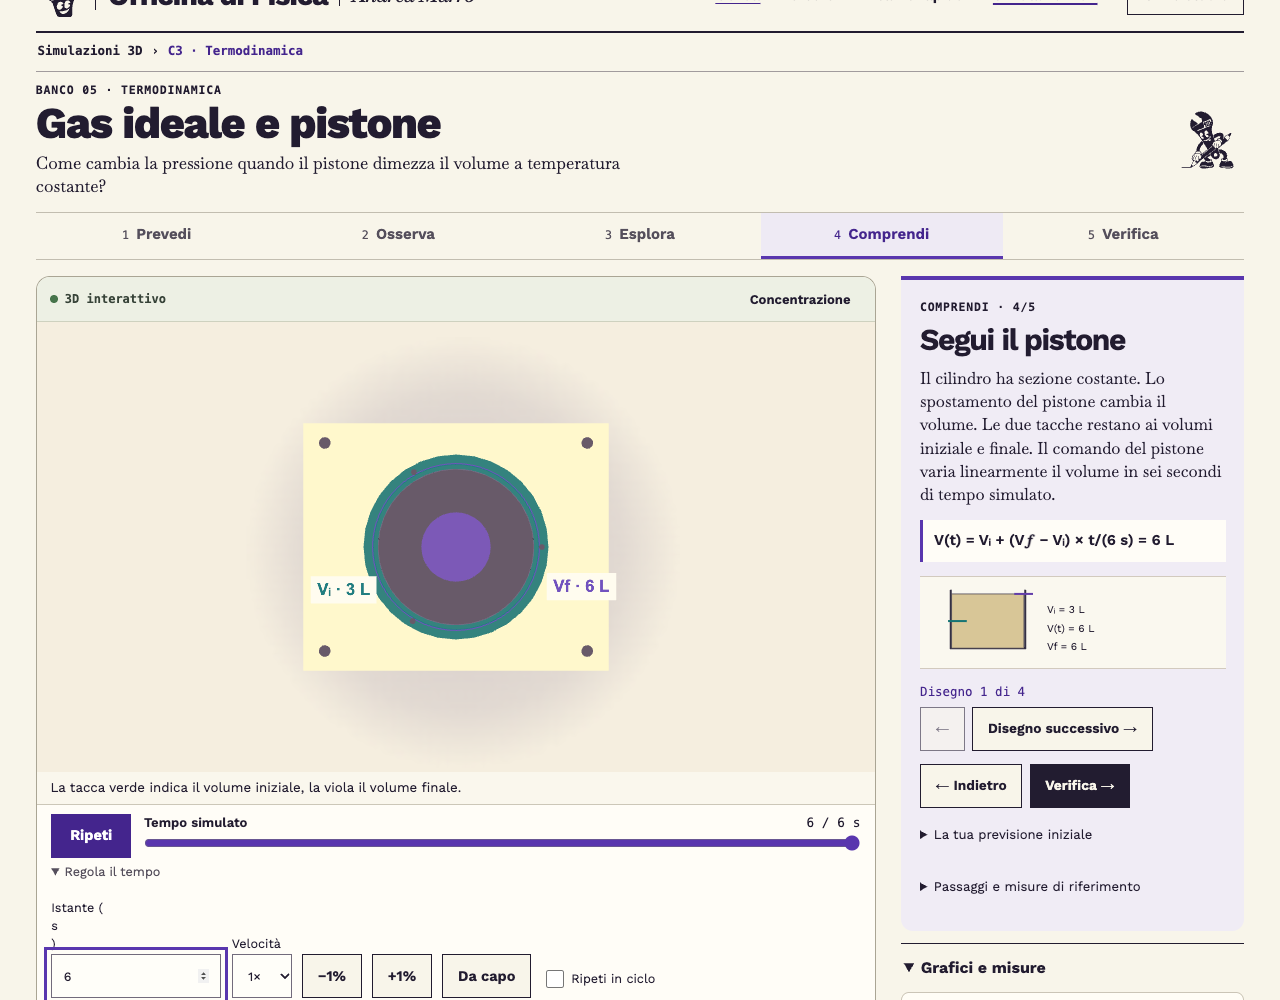 Simulazioni 3D › C3 · Termodinamica
BANCO 05 · TERMODINAMICA
Gas ideale e pistone
Come cambia la pressione quando il pistone dimezza il volume a temperatura
costante?
1 Prevedi
2 Osserva
3 Esplora
4 Comprendi
5 Verifica
3D interattivo
Concentrazione
Vᵢ · 3 L
Vf · 6 L
La tacca verde indica il volume iniziale, la viola il volume finale.
Ripeti
Tempo simulato
6 / 6 s
▼ Regola il tempo
Istante (
s
)
Velocità
6
1×
−1%
+1%
Da capo
Ripeti in ciclo
COMPRENDI · 4/5
Segui il pistone
Il cilindro ha sezione costante. Lo
spostamento del pistone cambia il
volume. Le due tacche restano ai volumi
iniziale e finale. Il comando del pistone
varia linearmente il volume in sei secondi
di tempo simulato.
V(t) = Vᵢ + (V𝑓 − Vᵢ) × t/(6 s) = 6 L
Vᵢ = 3 L
V(t) = 6 L
Vf = 6 L
Disegno 1 di 4
←
Disegno successivo →
← Indietro
Verifica →
▶ La tua previsione iniziale
▶ Passaggi e misure di riferimento
▼ Grafici e misure